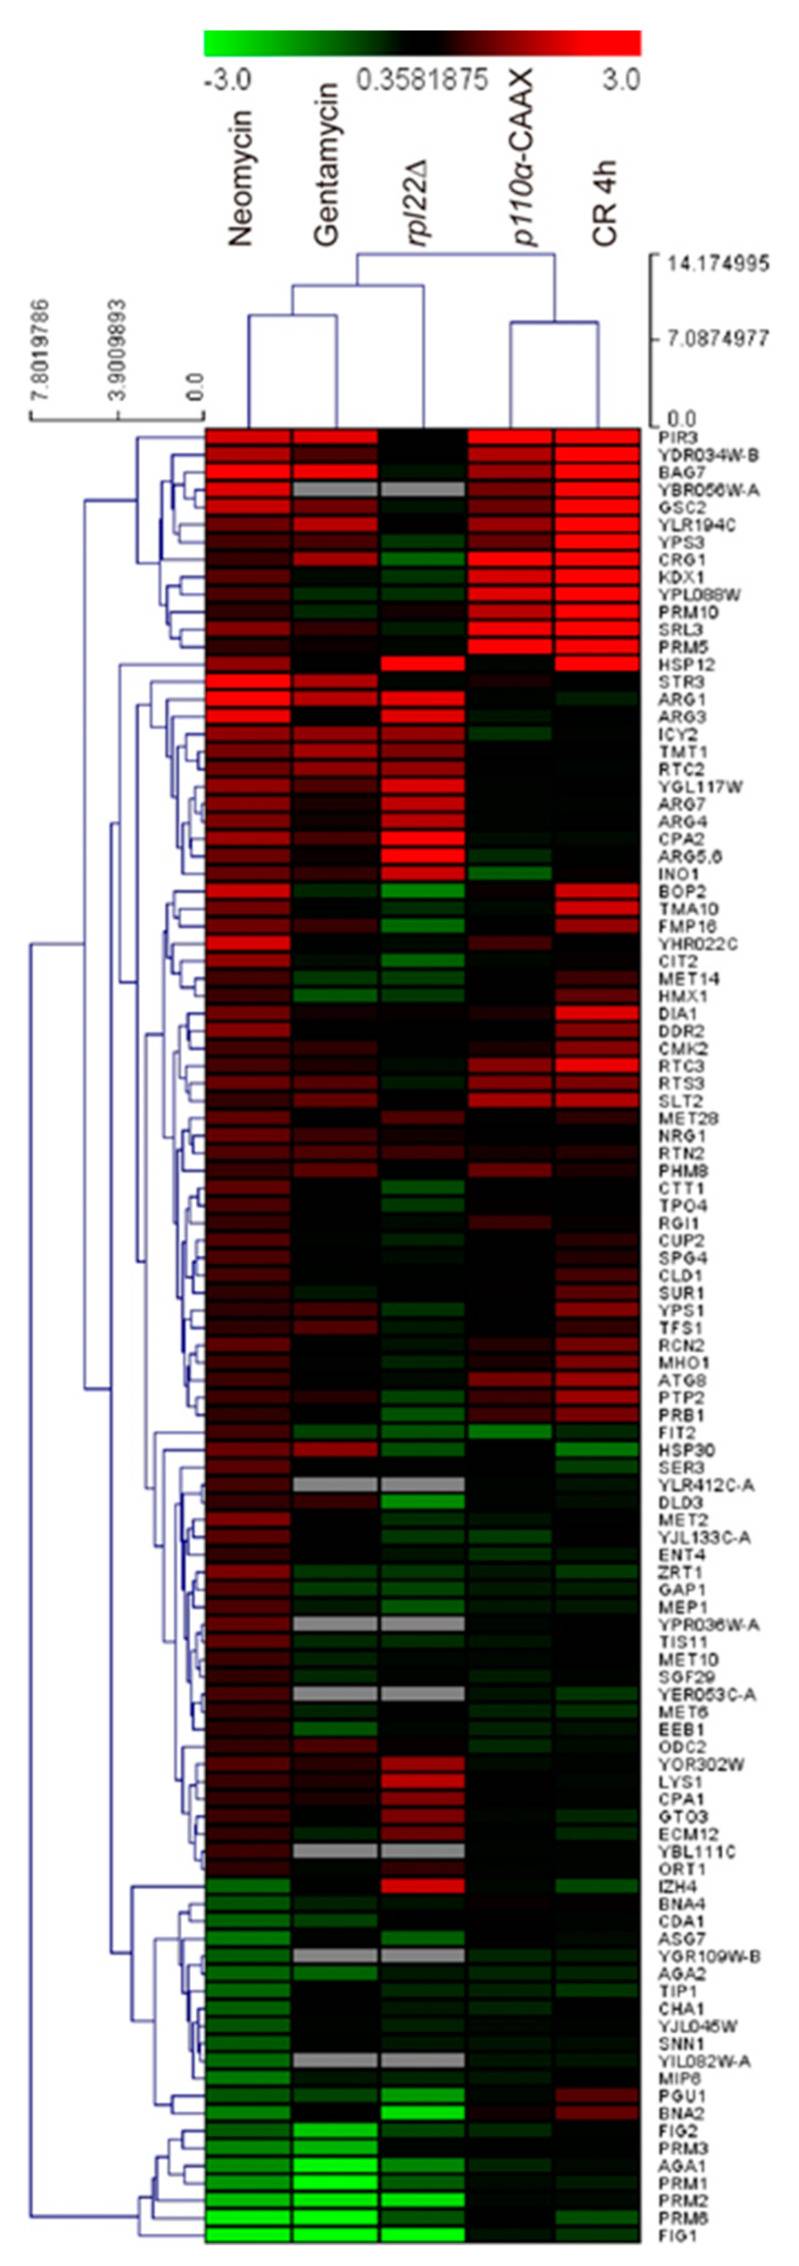 -3.0 0.3581875 3.0
Neomycin
Gentamycin
rpl22Δ
p110α-CAAX
CR 4h
14.174995
7.0874977
0.0
7.8019786
3.9009893
0.0
PIR3
YDR034W-B
BAG7
YBR056W-A
GSC2
YLR194C
YPS3
CRG1
KDX1
YPL088W
PRM10
SRL3
PRM5
HSP12
STR3
ARG1
ARG3
ICY2
TMT1
RTC2
YGL117W
ARG7
ARG4
CPA2
ARG5,6
INO1
BOP2
TMA10
FMP16
YHR022C
CIT2
MET14
HMX1
DIA1
DDR2
CMK2
RTC3
RTS3
SLT2
MET28
NRG1
RTN2
PHM8
CTT1
TPO4
RGI1
CUP2
SPG4
CLD1
SUR1
YPS1
TFS1
RCN2
MHO1
ATG8
PTP2
PRB1
FIT2
HSP30
SER3
YLR412C-A
DLD3
MET2
YJL133C-A
ENT4
ZRT1
GAP1
MEP1
YPR036W-A
TIS11
MET10
SGF29
YER053C-A
MET6
EEB1
ODC2
YOR302W
LYS1
CPA1
GTO3
ECM12
YBL111C
ORT1
IZH4
BNA4
CDA1
ASG7
YGR109W-B
AGA2
TIP1
CHA1
YJL045W
SNN1
YIL082W-A
MIP6
PGU1
BNA2
FIG2
PRM3
AGA1
PRM1
PRM2
PRM6
FIG1